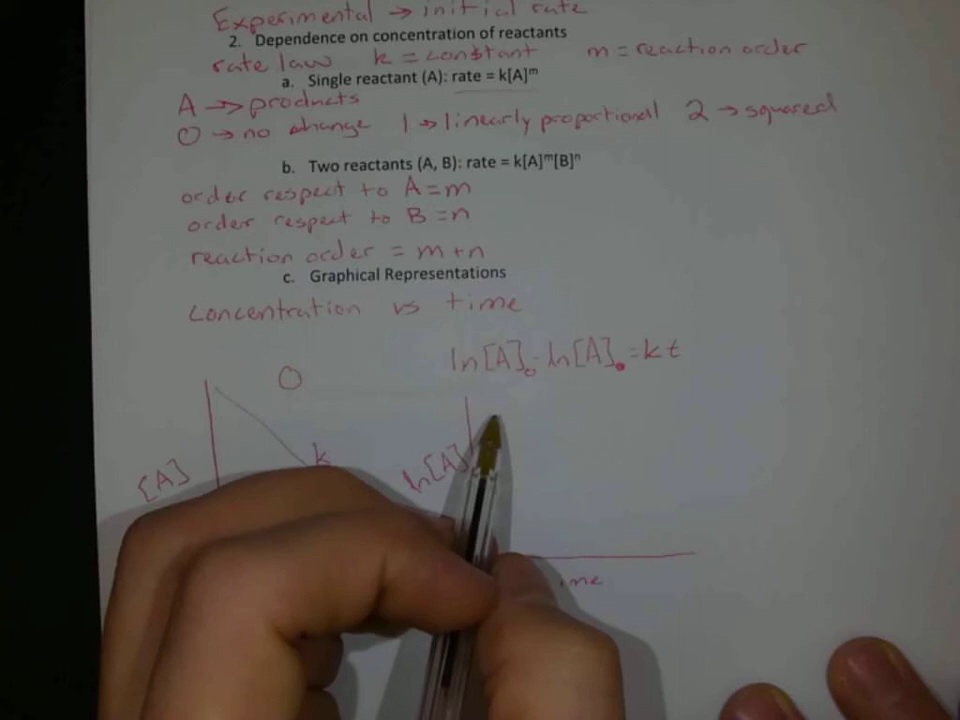 Experimental → initial rate
2. Dependence on concentration of reactants
rate law k = constant m = reaction order
a. Single reactant (A): rate = k[A]^m
A → products
0 → no change 1 → linearly proportional 2 → squared
b. Two reactants (A, B): rate = k[A]^m[B]^n
order respect to A = m
order respect to B = n
reaction order = m + n
c. Graphical Representations
concentration vs time
ln[A]₀ - ln[A] = kt
0
k
[A]
ln[A]